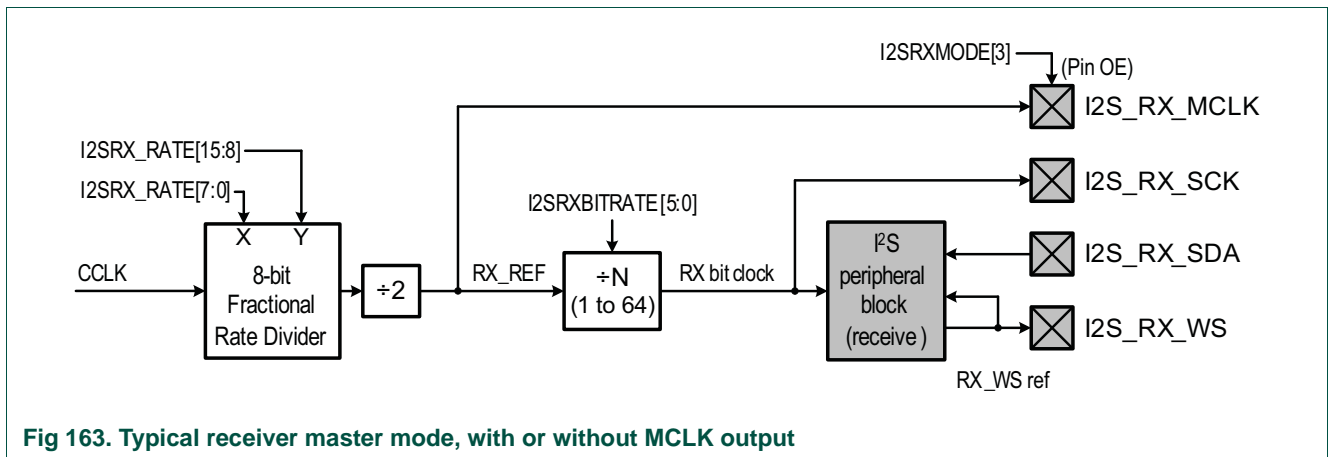 I2SRXMODE[3]
(Pin OE)
I2S_RX_MCLK
I2SRX_RATE[15:8]
I2SRX_RATE[7:0]
I2S_RX_SCK
I2SRXBITRATE[5:0]
X Y
CCLK
8-bit
Fractional
Rate Divider
÷2
RX_REF
÷N
(1 to 64)
RX bit clock
I²S
peripheral
block
(receive )
I2S_RX_SDA
I2S_RX_WS
RX_WS ref
Fig 163. Typical receiver master mode, with or without MCLK output